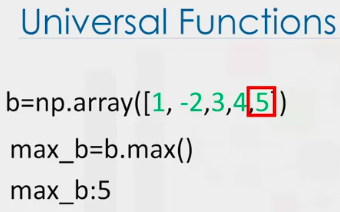 Universal Functions
b=np.array([1, -2,3,4,5])
max_b=b.max()
max_b:5